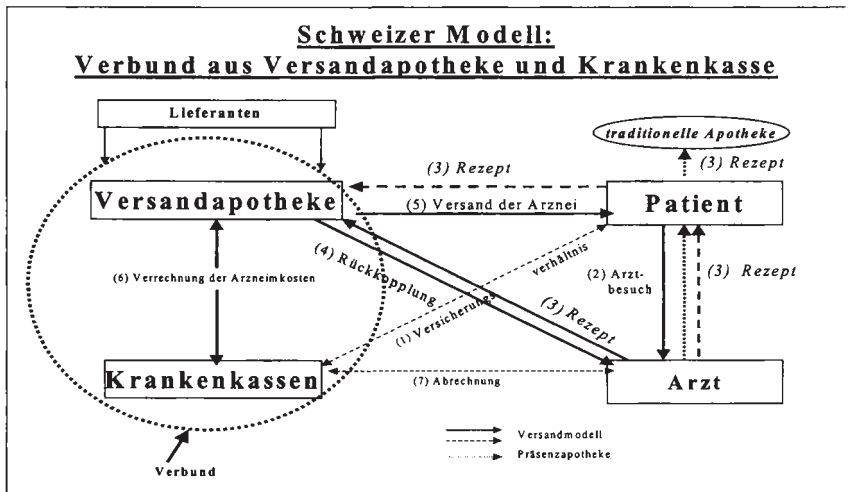 Schweizer Modell:
Verbund aus Versandapotheke und Krankenkasse
Lieferanten
traditionelle Apotheke
(3) Rezept
(3) Rezept
Versandapotheke
(5) Versand der Arznei
Patient
(4) Rückkopplung
verhältnis
(6) Verrechnung der Arzneimkosten
(2) Arzt-
besuch
(3) Rezept
(3) Rezept
(1) Versicherungs
Krankenkassen
(7) Abrechnung
Arzt
Versandmodell
Präsenzapotheke
Verbund